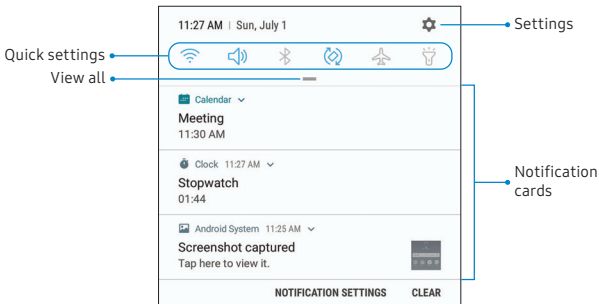 11:27 AM | Sun, July 1
Settings
Quick settings
View all
Calendar
Meeting
11:30 AM
Clock 11:27 AM
Stopwatch
01:44
Notification
cards
Android System 11:25 AM
Screenshot captured
Tap here to view it.
NOTIFICATION SETTINGS CLEAR